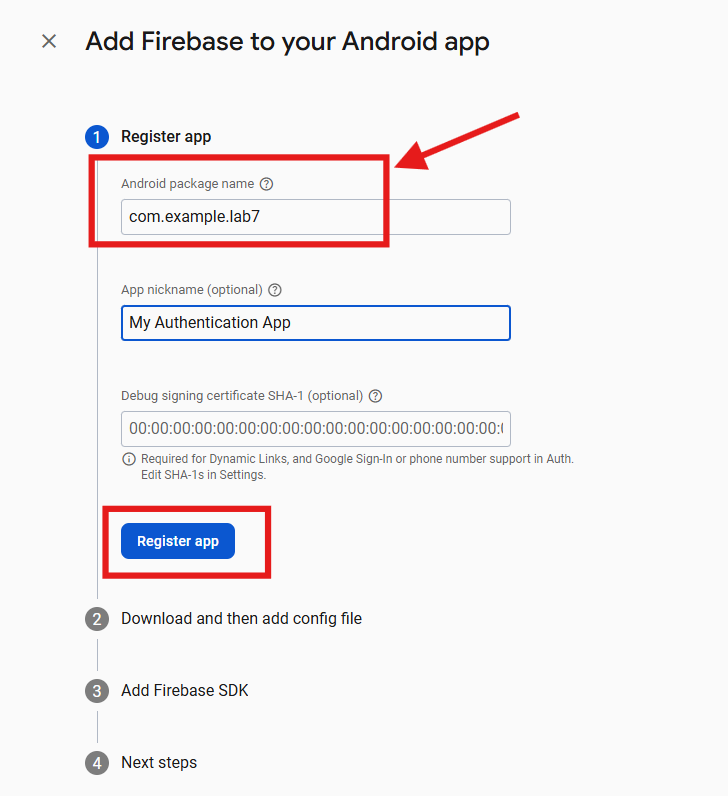 Add Firebase to your Android app
1 Register app
Android package name ?
com.example.lab7
App nickname (optional) ?
My Authentication App
Debug signing certificate SHA-1 (optional) ?
00:00:00:00:00:00:00:00:00:00:00:00:00:00:00:00:00:
Required for Dynamic Links, and Google Sign-In or phone number support in Auth.
Edit SHA-1s in Settings.
Register app
2 Download and then add config file
3 Add Firebase SDK
4 Next steps